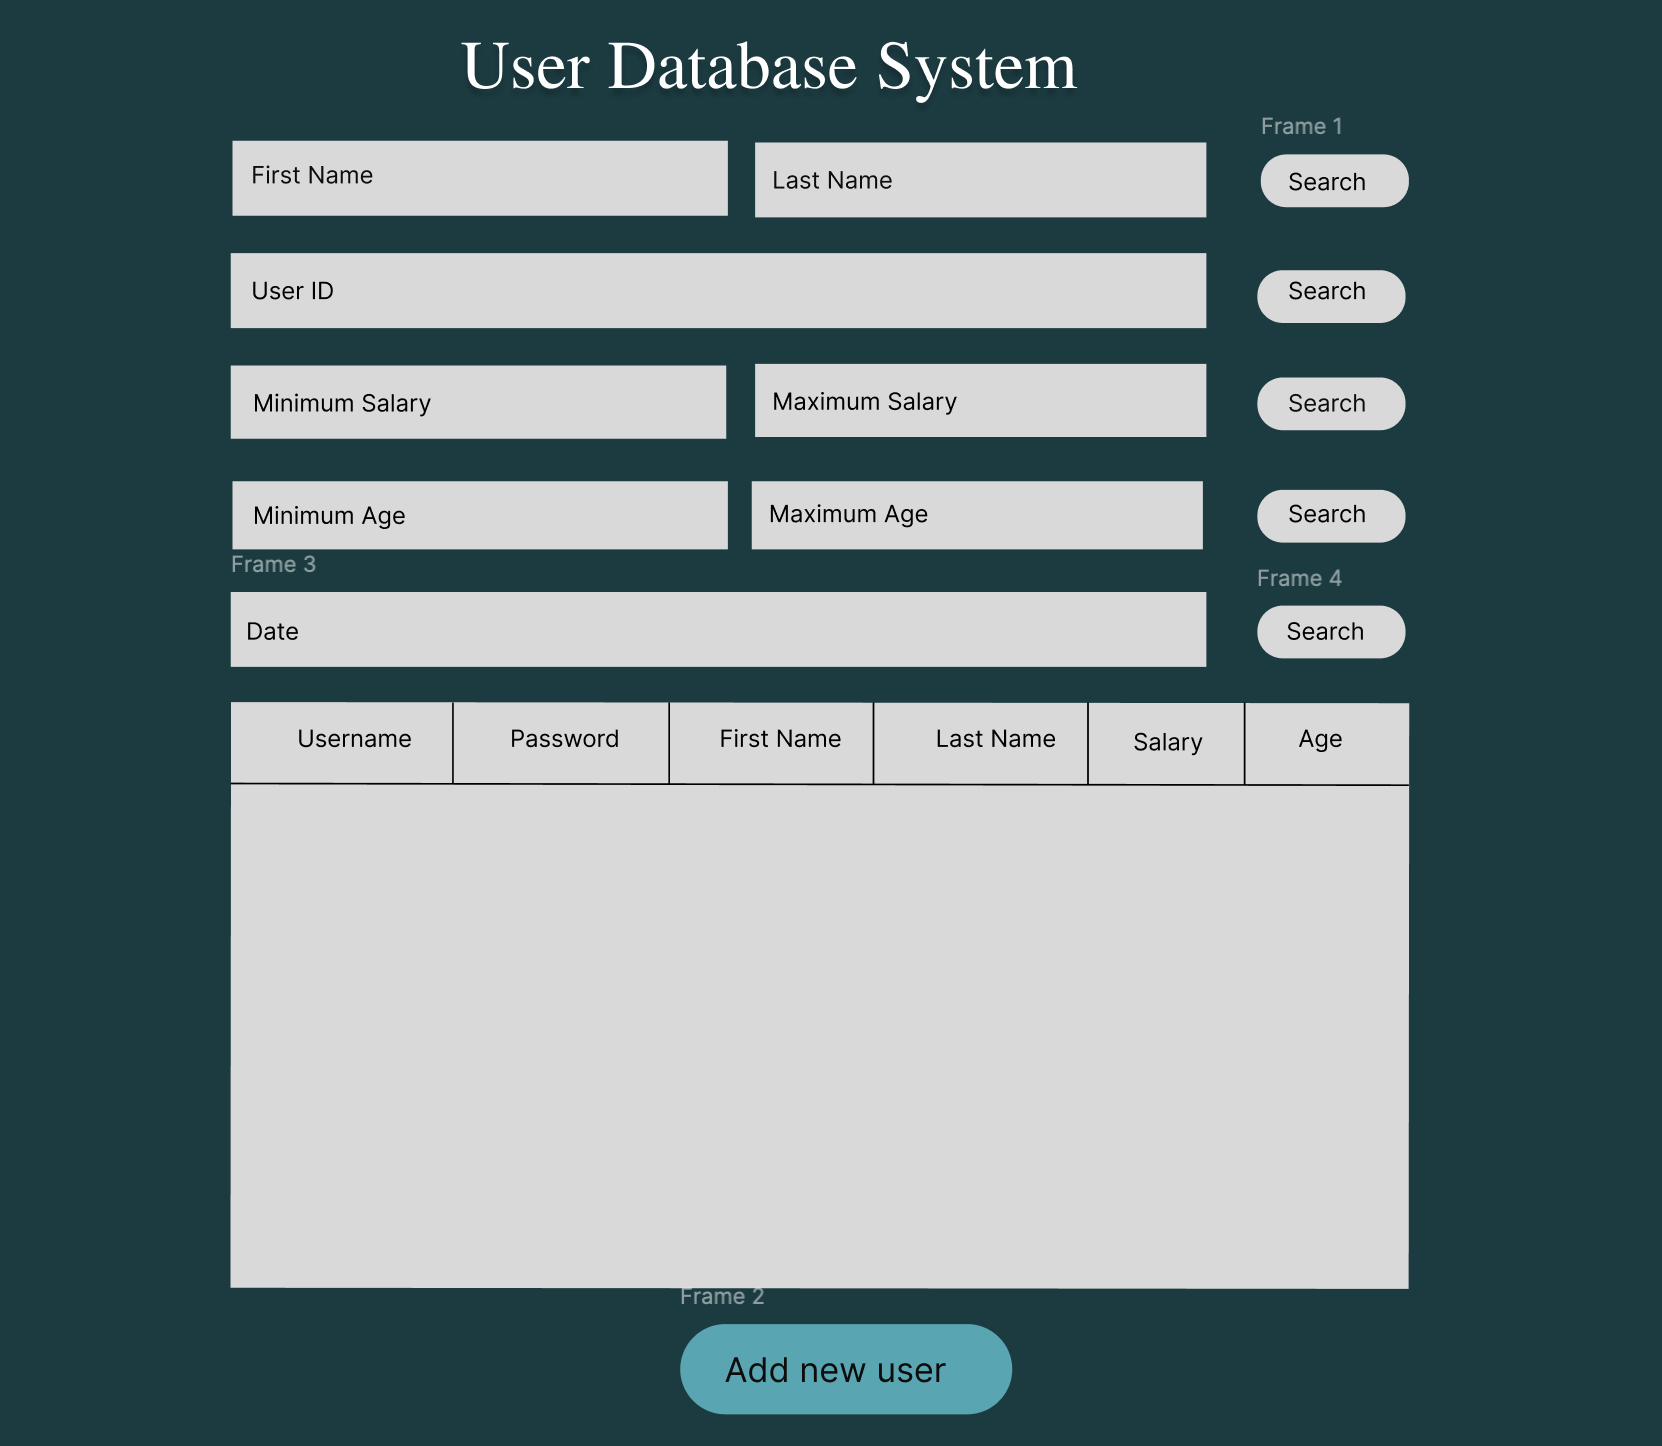 User Database System
Frame 1
First Name
Last Name
Search
User ID
Search
Minimum Salary
Maximum Salary
Search
Minimum Age
Maximum Age
Search
Frame 3
Frame 4
Date
Search
Username
Password
First Name
Last Name
Salary
Age
Frame 2
Add new user